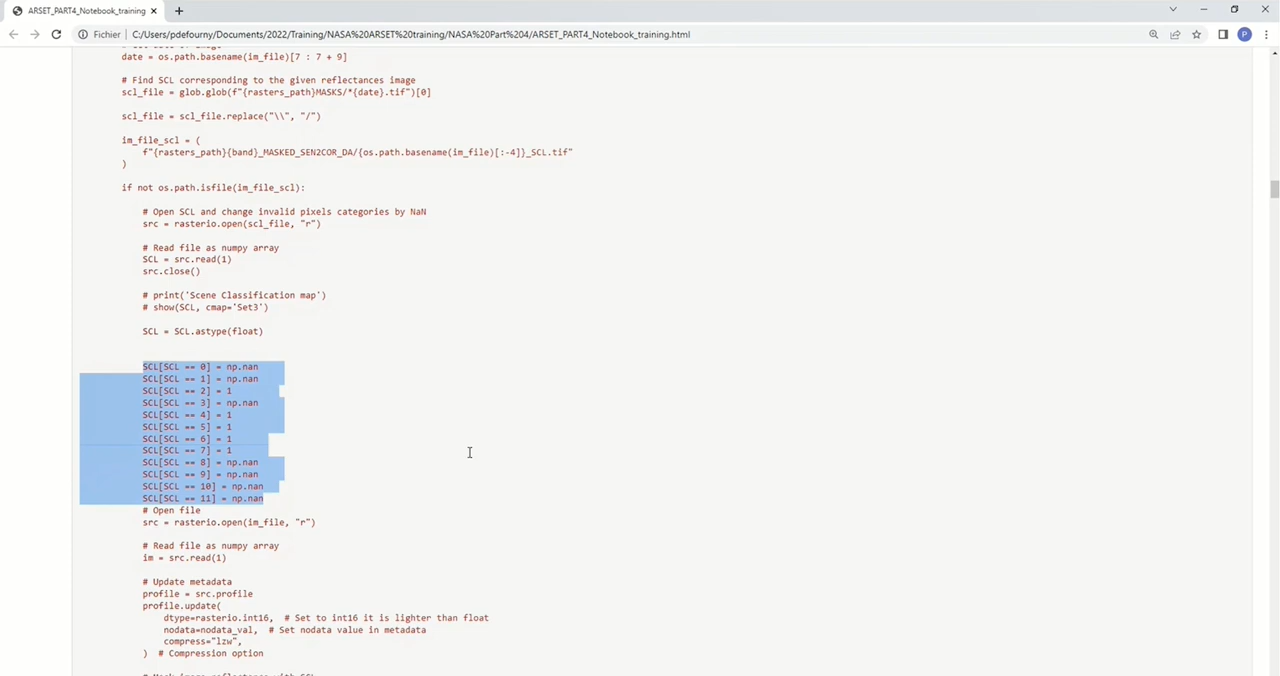 ARSET_PART4_Notebook_training
Fichier
C:/Users/pdefourny/Documents/2022/Training/NASA%20ARSET%20training/NASA%20Part%204/ARSET_PART4_Notebook_training.html
P
date = os.path.basename(im_file)[7 : 7 + 9]
# Find SCL corresponding to the given reflectances image
scl_file = glob.glob(f"{rasters_path}MASKS/*{date}.tif")[0]
scl_file = scl_file.replace("\\", "/")
im_file_scl = (
f"{rasters_path}{band}_MASKED_SEN2COR_DA/{os.path.basename(im_file)[:-4]}_SCL.tif"
)
if not os.path.isfile(im_file_scl):
# Open SCL and change invalid pixels categories by NaN
src = rasterio.open(scl_file, "r")
# Read file as numpy array
SCL = src.read(1)
src.close()
# print('Scene Classification map')
# show(SCL, cmap='Set3')
SCL = SCL.astype(float)
SCL[SCL == 0] = np.nan
SCL[SCL == 1] = np.nan
SCL[SCL == 2] = 1
SCL[SCL == 3] = np.nan
SCL[SCL == 4] = 1
SCL[SCL == 5] = 1
SCL[SCL == 6] = 1
SCL[SCL == 7] = 1
SCL[SCL == 8] = np.nan
SCL[SCL == 9] = np.nan
SCL[SCL == 10] = np.nan
SCL[SCL == 11] = np.nan
# Open file
src = rasterio.open(im_file, "r")
# Read file as numpy array
im = src.read(1)
# Update metadata
profile = src.profile
profile.update(
dtype=rasterio.int16, # Set to int16 it is lighter than float
nodata=nodata_val, # Set nodata value in metadata
compress="lzw",
) # Compression option